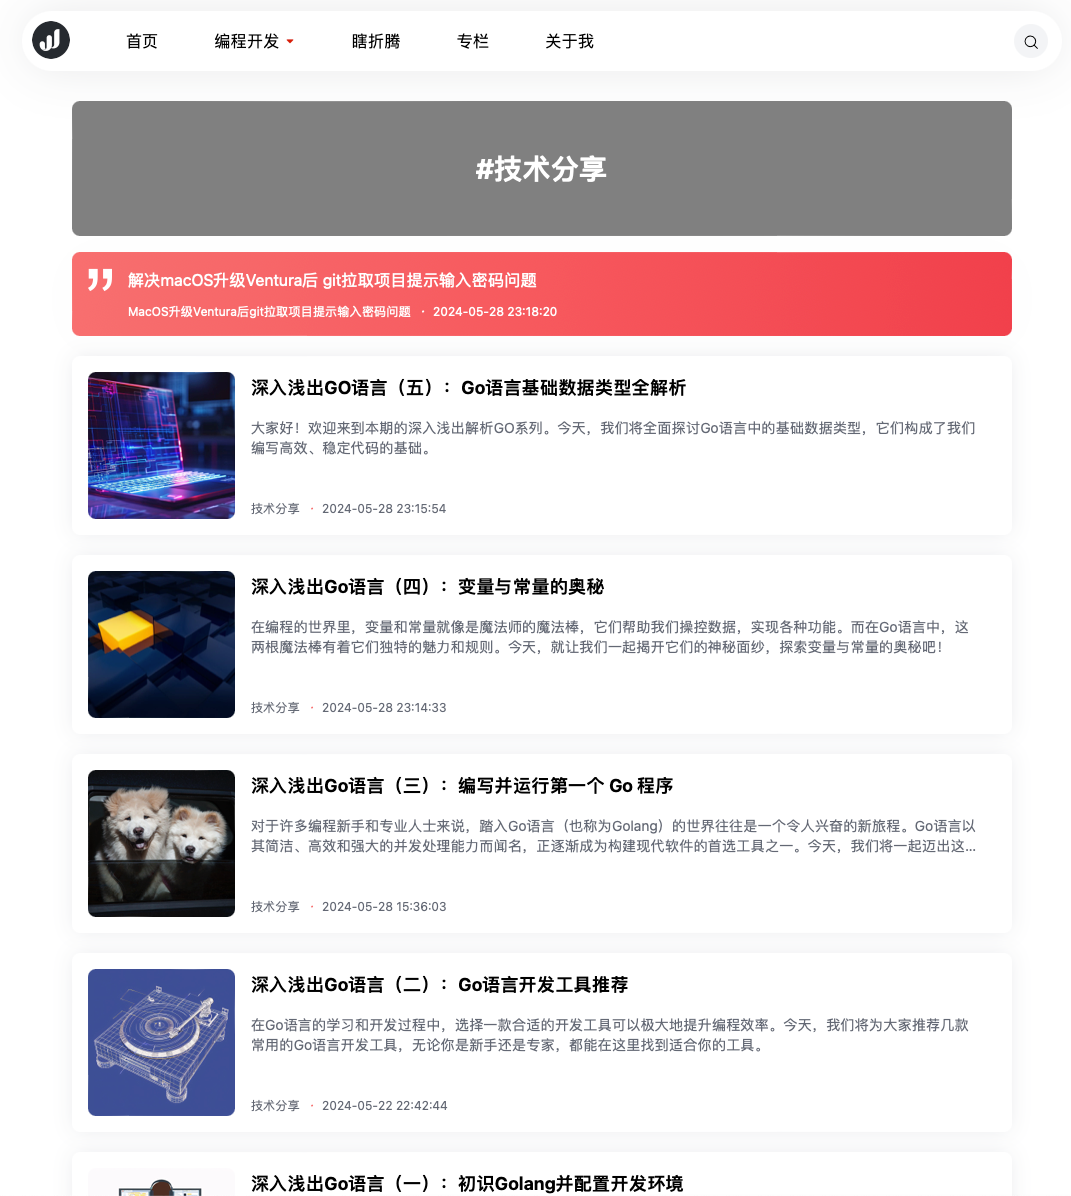 首页
编程开发
瞎折腾
专栏
关于我
#技术分享
解决macOS升级Ventura后 git拉取项目提示输入密码问题
MacOS升级Ventura后git拉取项目提示输入密码问题 · 2024-05-28 23:18:20
深入浅出GO语言（五）：Go语言基础数据类型全解析
大家好！欢迎来到本期的深入浅出解析GO系列。今天，我们将全面探讨Go语言中的基础数据类型，它们构成了我们
编写高效、稳定代码的基础。
技术分享 · 2024-05-28 23:15:54
深入浅出Go语言（四）：变量与常量的奥秘
在编程的世界里，变量和常量就像是魔法师的魔法棒，它们帮助我们操控数据，实现各种功能。而在Go语言中，这
两根魔法棒有着它们独特的魅力和规则。今天，就让我们一起揭开它们的神秘面纱，探索变量与常量的奥秘吧！
技术分享 · 2024-05-28 23:14:33
深入浅出Go语言（三）：编写并运行第一个 Go 程序
对于许多编程新手和专业人士来说，踏入Go语言（也称为Golang）的世界往往是一个令人兴奋的新旅程。Go语言以
其简洁、高效和强大的并发处理能力而闻名，正逐渐成为构建现代软件的首选工具之一。今天，我们将一起迈出这...
技术分享 · 2024-05-28 15:36:03
深入浅出Go语言（二）：Go语言开发工具推荐
在Go语言的学习和开发过程中，选择一款合适的开发工具可以极大地提升编程效率。今天，我们将为大家推荐几款
常用的Go语言开发工具，无论你是新手还是专家，都能在这里找到适合你的工具。
技术分享 · 2024-05-22 22:42:44
深入浅出Go语言（一）：初识Golang并配置开发环境